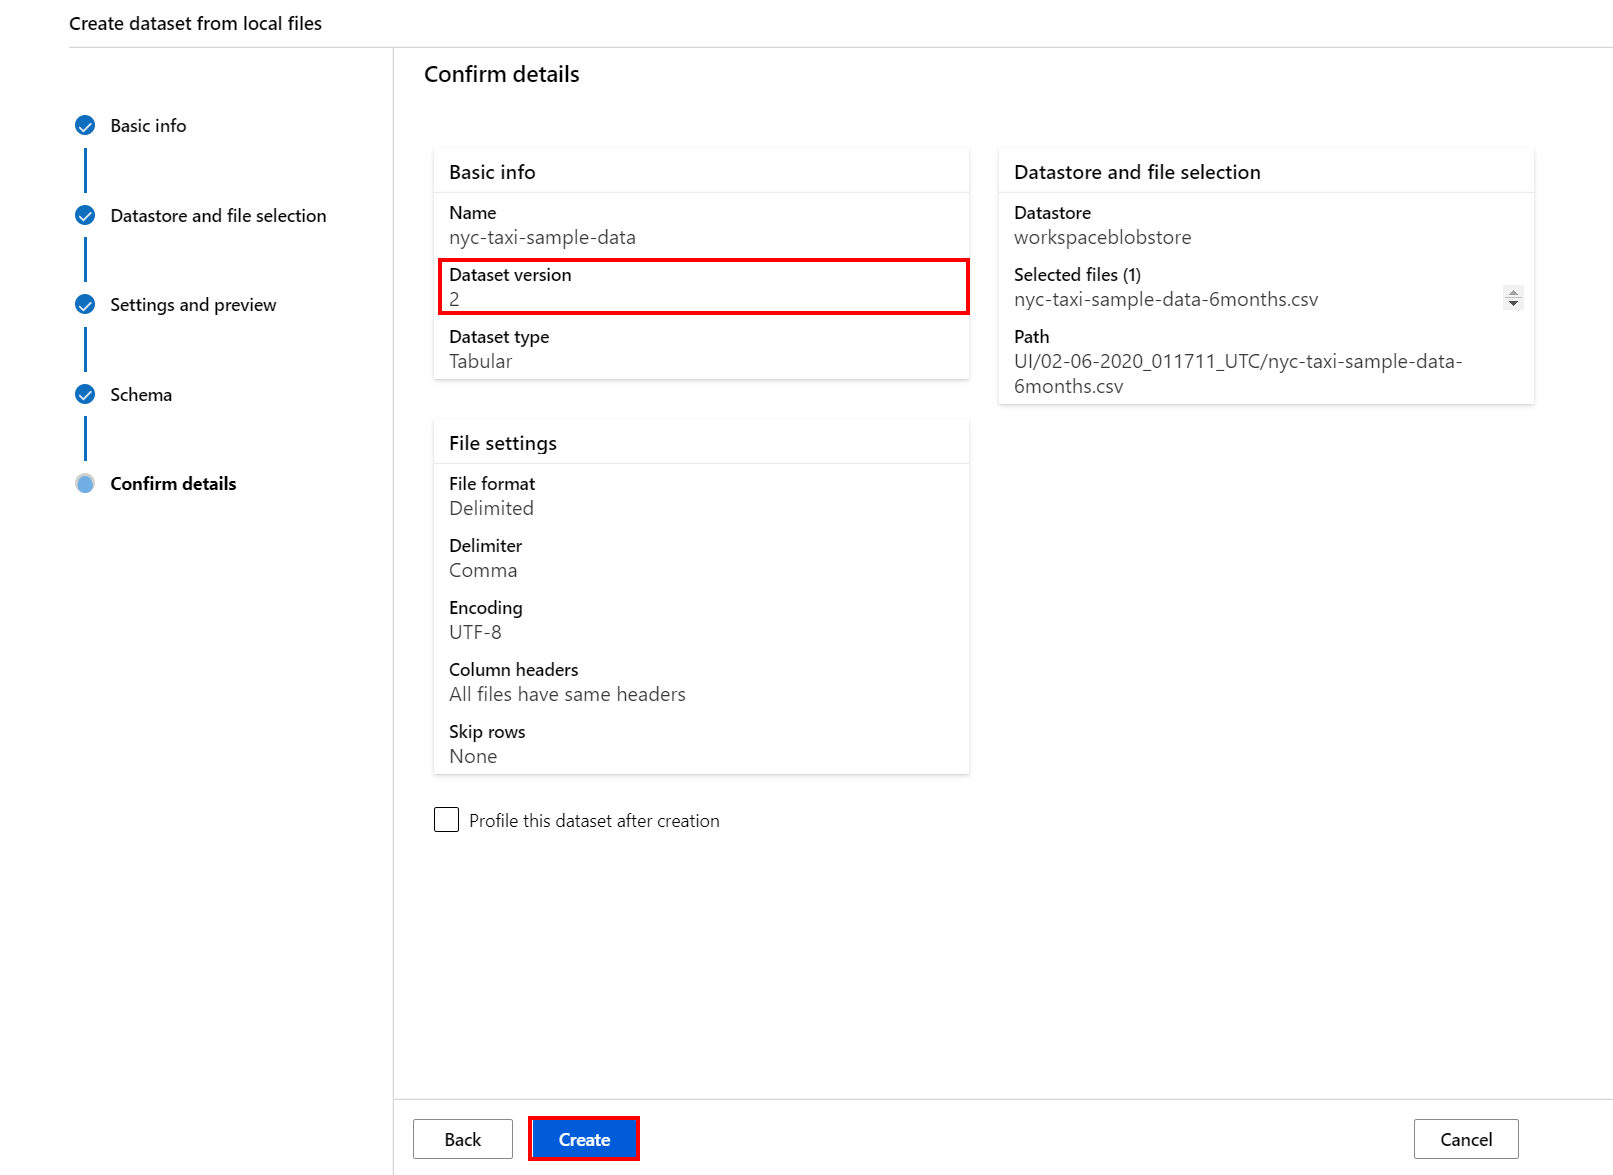 Create dataset from local files
Basic info
Datastore and file selection
Settings and preview
Schema
Confirm details
Confirm details
Basic info
Name
nyc-taxi-sample-data
Dataset version
2
Dataset type
Tabular
Datastore and file selection
Datastore
workspaceblobstore
Selected files (1)
nyc-taxi-sample-data-6months.csv
Path
UI/02-06-2020_011711_UTC/nyc-taxi-sample-data-
6months.csv
File settings
File format
Delimited
Delimiter
Comma
Encoding
UTF-8
Column headers
All files have same headers
Skip rows
None
Profile this dataset after creation
Back
Create
Cancel